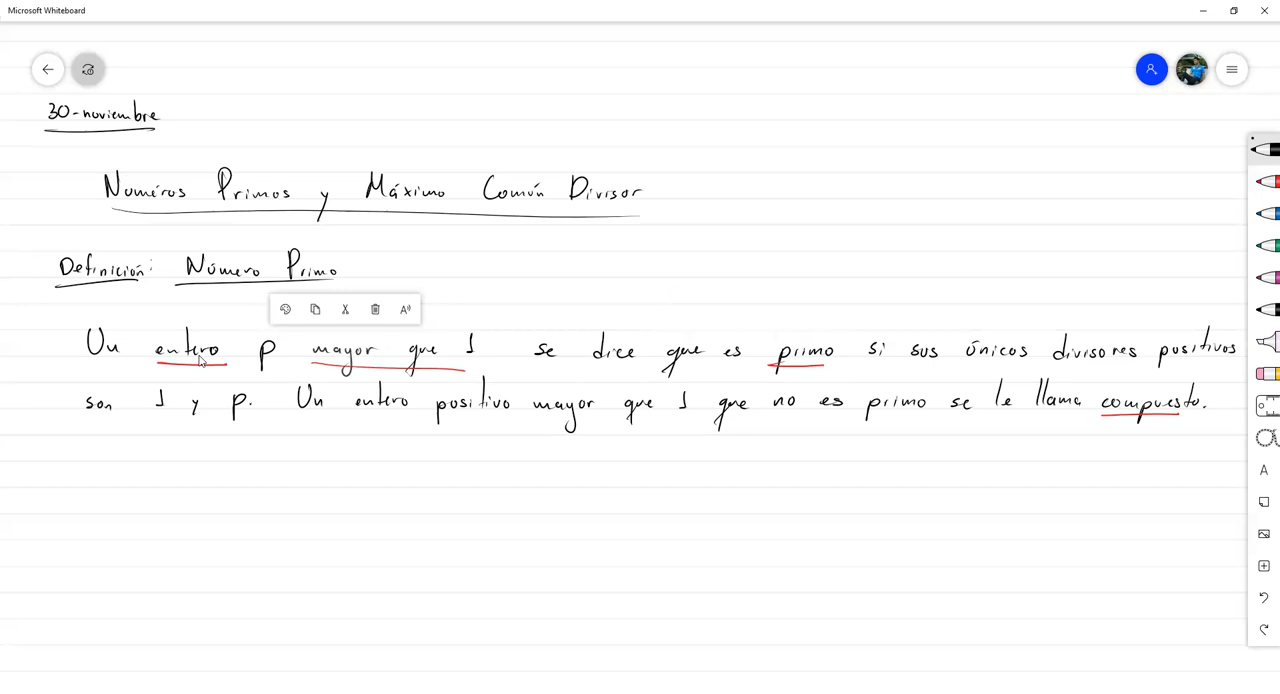 Microsoft Whiteboard
30-noviembre
Numéros Primos y Máximo Común Divisor
Definición: Número Primo
Un entero p mayor que 1 se dice que es primo si sus únicos divisores positivos
son 1 y p. Un entero positivo mayor que 1 que no es primo se le llama compuesto.